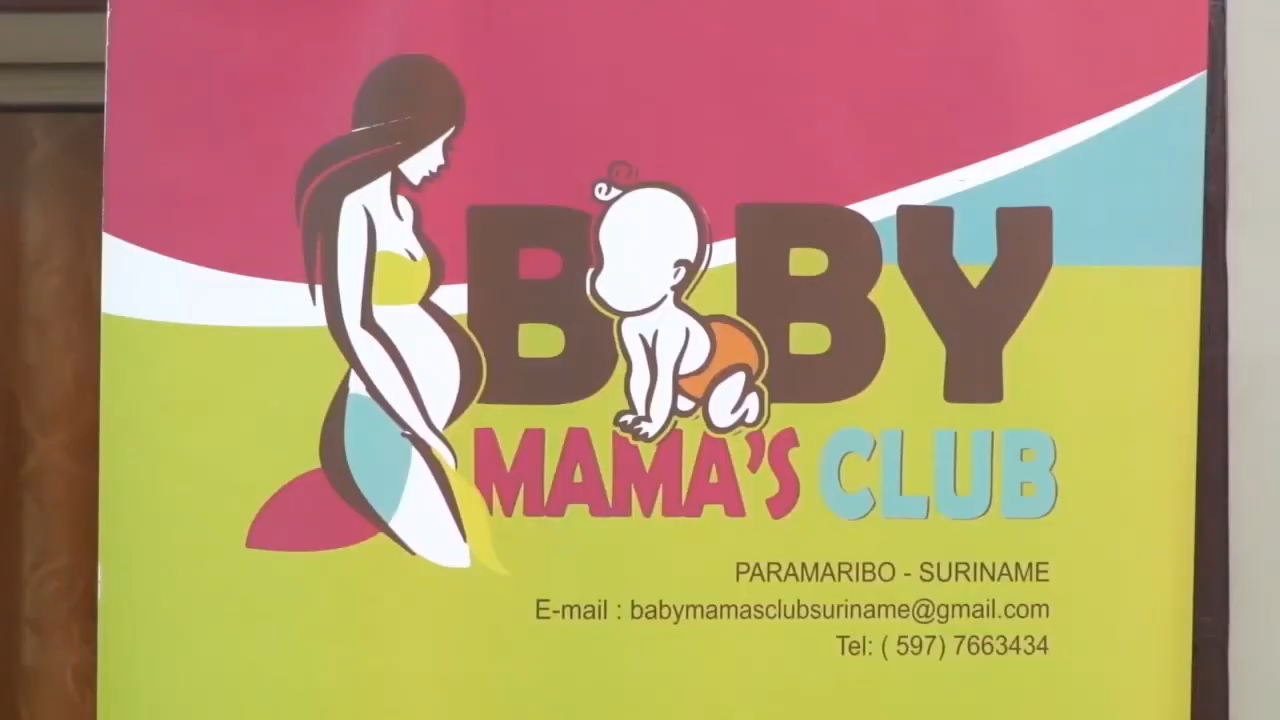 BABY
MAMA'S CLUB
PARAMARIBO - SURINAME
E-mail : babymamasclubsuriname@gmail.com
Tel: ( 597) 7663434